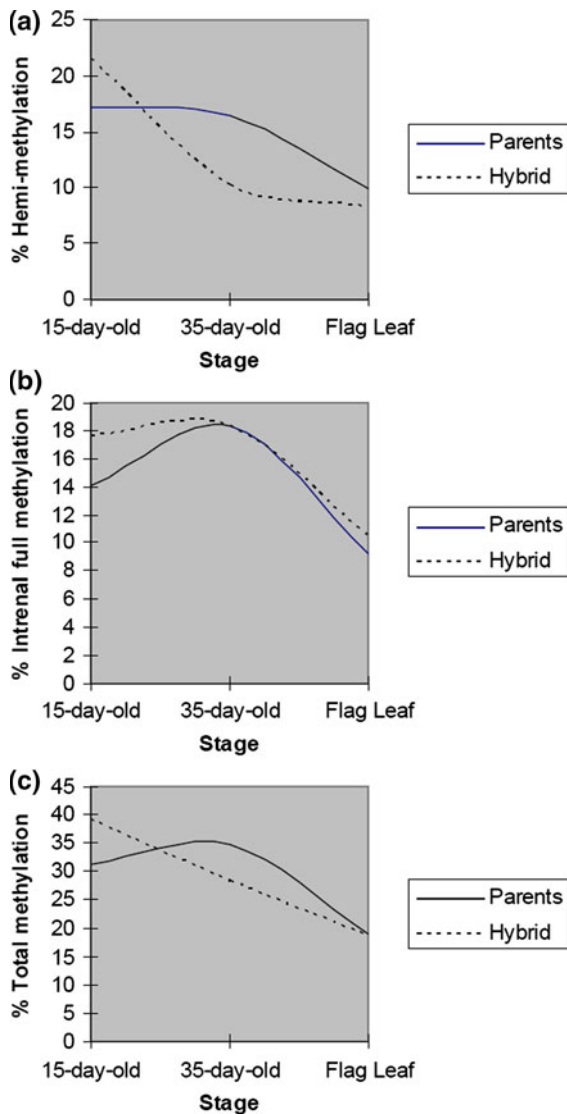 (a)
25
20
15
10
5
0
% Hemi-methylation
15-day-old 35-day-old Flag Leaf
Stage
Parents
Hybrid
(b)
20
18
16
14
12
10
8
6
4
2
0
% Intrenal full methylation
15-day-old 35-day-old Flag Leaf
Stage
Parents
Hybrid
(c)
45
40
35
30
25
20
15
10
5
0
% Total methylation
15-day-old 35-day-old Flag Leaf
Stage
Parents
Hybrid